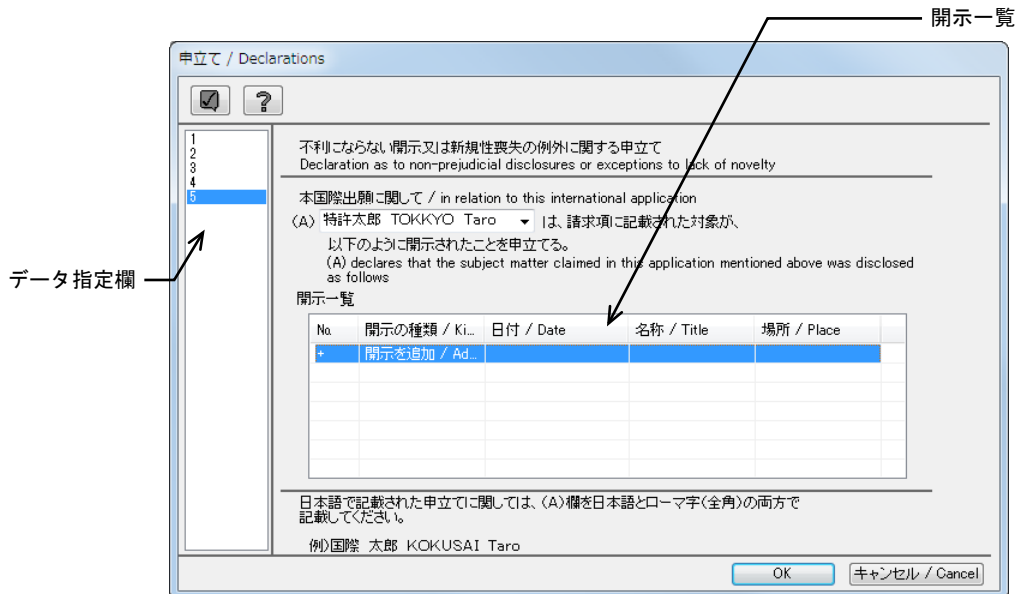 開示一覧
申立て / Declarations
?
1
2
3
4
5
不利にならない開示又は新規性喪失の例外に関する申立て
Declaration as to non-prejudicial disclosures or exceptions to lack of novelty
本国際出願に関して / in relation to this international application
(A) 特許太郎 TOKKYO Taro は、請求項に記載された対象が、
以下のように開示されたことを申立てる。
(A) declares that the subject matter claimed in this application mentioned above was disclosed
as follows
データ指定欄
開示一覧
No. 開示の種類 / Ki... 日付 / Date 名称 / Title 場所 / Place
+ 開示を追加 / Ad...
日本語で記載された申立てに関しては、(A)欄を日本語とローマ字(全角)の両方で
記載してください。
例)国際 太郎 KOKUSAI Taro
OK キャンセル / Cancel